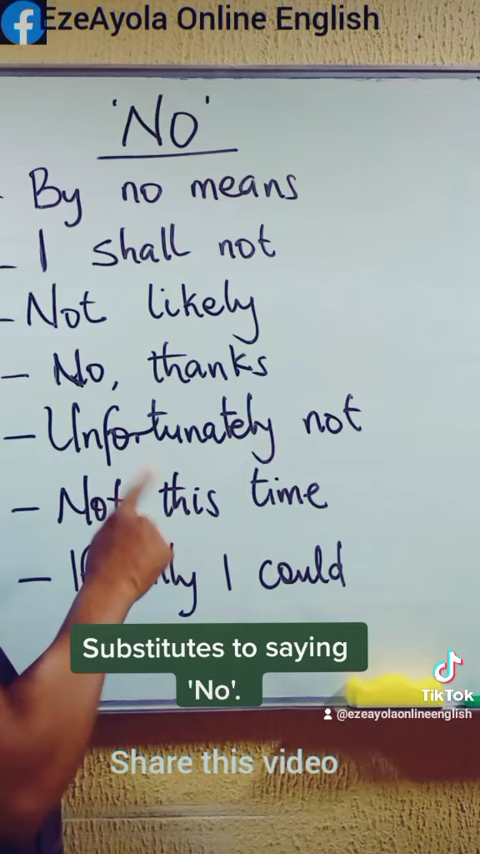 EzeAyola Online English
'NO'
- By no means
- I shall not
- Not likely
- No, thanks
- Unfortunately not
- Not this time
- I could
Substitutes to saying
'No'.
TikTok
@ezeayolaonlineenglish
Share this video